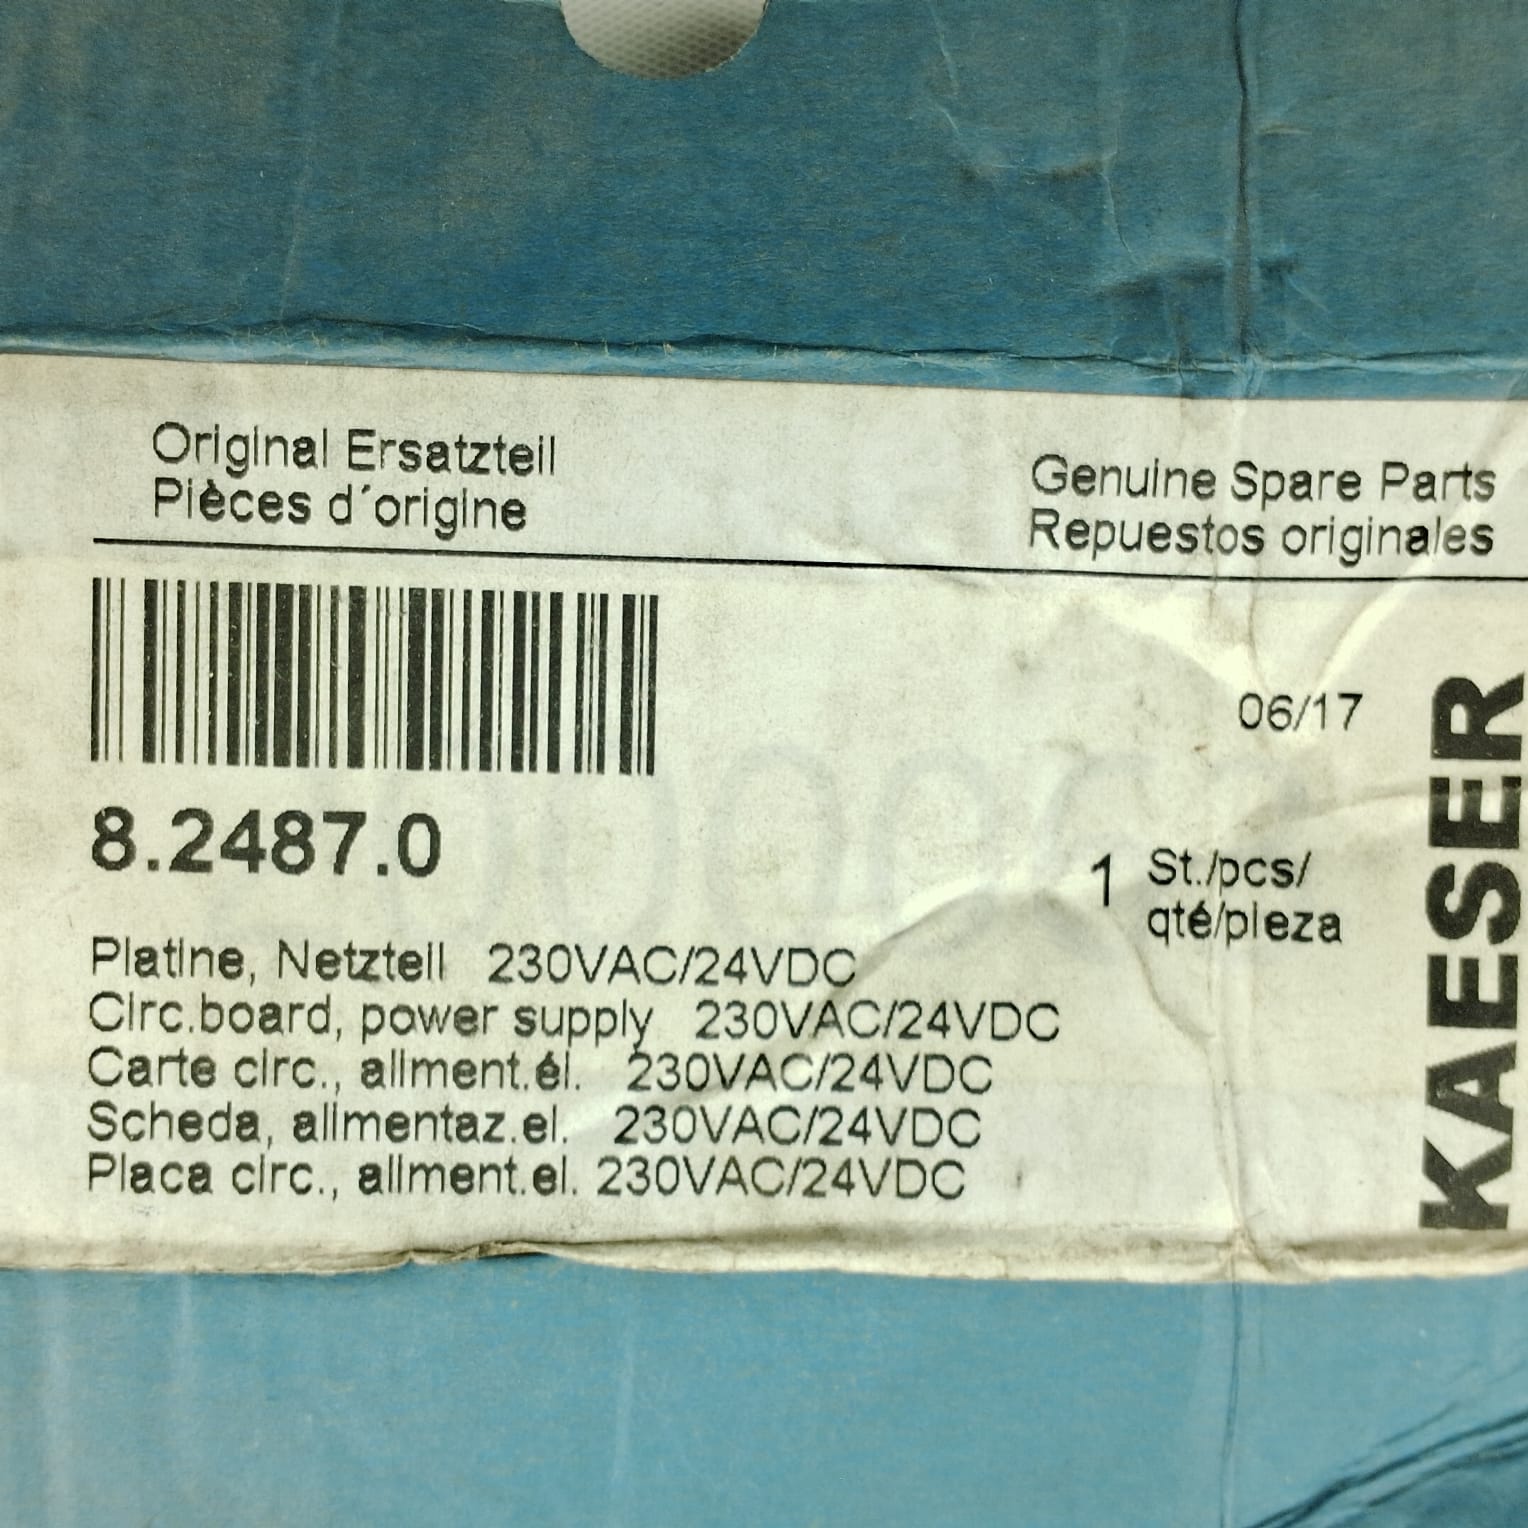 Original Ersatzteil
Pièces d´origine
Genuine Spare Parts
Repuestos originales
06/17
8.2487.0
1 St./pcs/
qté/pieza
Platine, Netzteil 230VAC/24VDC
Circ.board, power supply 230VAC/24VDC
Carte circ., aliment.él. 230VAC/24VDC
Scheda, alimentaz.el. 230VAC/24VDC
Placa circ., aliment.el. 230VAC/24VDC
KAESER